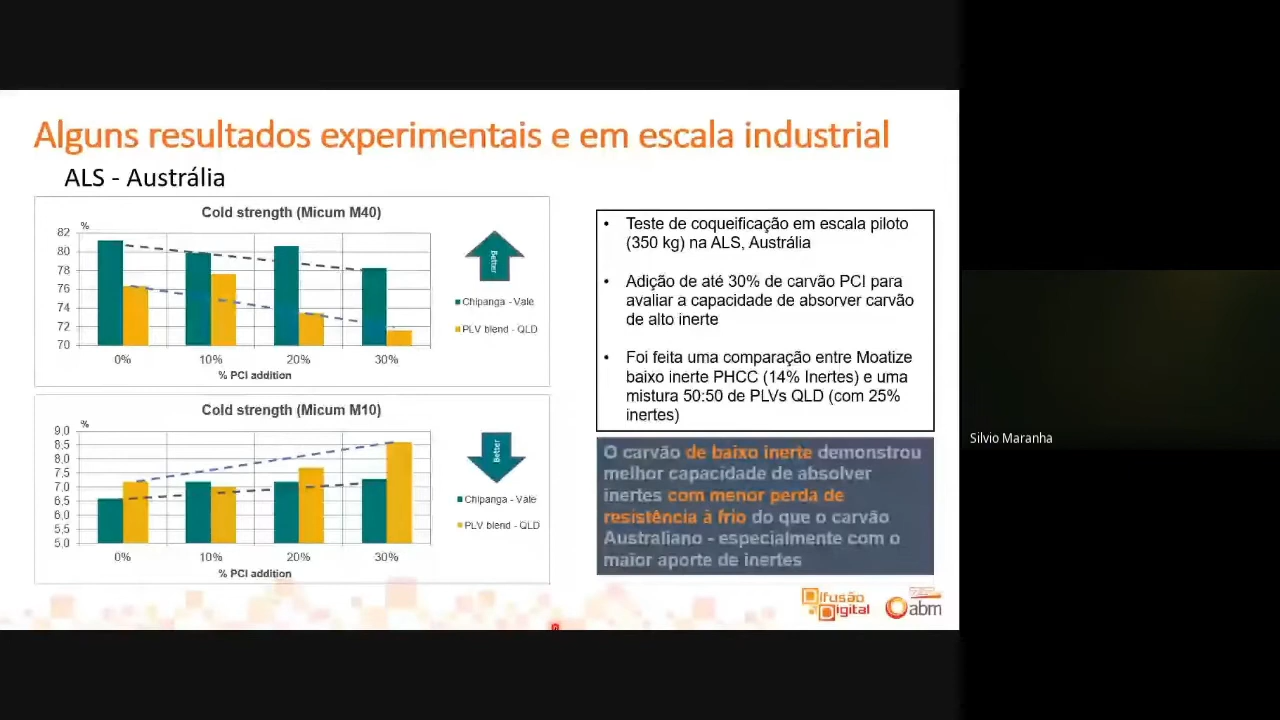 Alguns resultados experimentais e em escala industrial
ALS - Austrália
Cold strength (Micum M40)
%
82
80
78
76
74
72
70
0%
10%
20%
30%
% PCI addition
Better
Chipanga - Vale
PLV blend - QLD
Cold strength (Micum M10)
%
9,0
8,5
8,0
7,5
7,0
6,5
6,0
5,5
5,0
0%
10%
20%
30%
% PCI addition
Better
Chipanga - Vale
PLV blend - QLD
• Teste de coqueificação em escala piloto
(350 kg) na ALS, Austrália
• Adição de até 30% de carvão PCI para
avaliar a capacidade de absorver carvão
de alto inerte
• Foi feita uma comparação entre Moatize
baixo inerte PHCC (14% Inertes) e uma
mistura 50:50 de PLVs QLD (com 25%
inertes)
O carvão de baixo inerte demonstrou
melhor capacidade de absolver
inertes com menor perda de
resistência à frio do que o carvão
Australiano - especialmente com o
maior aporte de inertes
Difusão
Digital
abm
Silvio Maranha